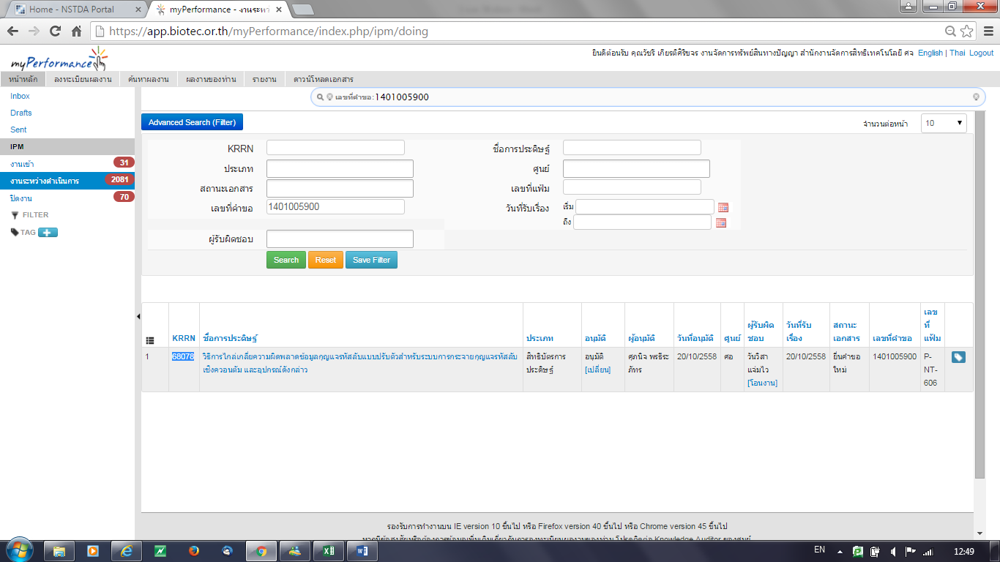 Home - NSTDA Portal
myPerformance - งานระหว่
https://app.biotec.or.th/myPerformance/index.php/ipm/doing
myPerformance
ยินดีต้อนรับ คุณวัชรี เกียรติศิริขจร งานจัดการทรัพย์สินทางปัญญา สำนักงานจัดการสิทธิเทคโนโลยี ศจ English | Thai Logout
หน้าหลัก ลงทะเบียนผลงาน ค้นหาผลงาน ผลงานของท่าน รายงาน ดาวน์โหลดเอกสาร
Inbox
Drafts
Sent
IPM
งานเข้า 31
งานระหว่างดำเนินการ 2081
ปิดงาน 70
FILTER
TAG
เลขที่คำขอ:1401005900
Advanced Search (Filter)
จำนวนต่อหน้า 10
KRRN ชื่อการประดิษฐ์
ประเภท ศูนย์
สถานะเอกสาร เลขที่แฟ้ม
เลขที่คำขอ 1401005900 วันที่รับเรื่อง เริ่ม
ถึง
ผู้รับผิดชอบ
Search Reset Save Filter
KRRN ชื่อการประดิษฐ์ ประเภท อนุมัติ ผู้อนุมัติ วันที่อนุมัติ ศูนย์ ผู้รับผิดชอบ วันที่รับเรื่อง สถานะเอกสาร เลขที่คำขอ เลขที่แฟ้ม
1 68078 วิธีการไกล่เกลี่ยความผิดพลาดข้อมูลกุญแจรหัสลับแบบปรับตัวสำหรับระบบการกระจายกุญแจรหัสลับ
เชิงควอนตัม และอุปกรณ์ดังกล่าว
สิทธิบัตรการ
ประดิษฐ์
อนุมัติ
[เปลี่ยน]
ศุภนิจ พรธีระ
ภัทร
20/10/2558
ศอ
วันวิสา
แจ่มไว
[โอนงาน]
20/10/2558
ยื่นคำขอ
ใหม่
1401005900
P-
NT-
606
รองรับการทำงานบน IE version 10 ขึ้นไป หรือ Firefox version 40 ขึ้นไป หรือ Chrome version 45 ขึ้นไป
EN 12:49